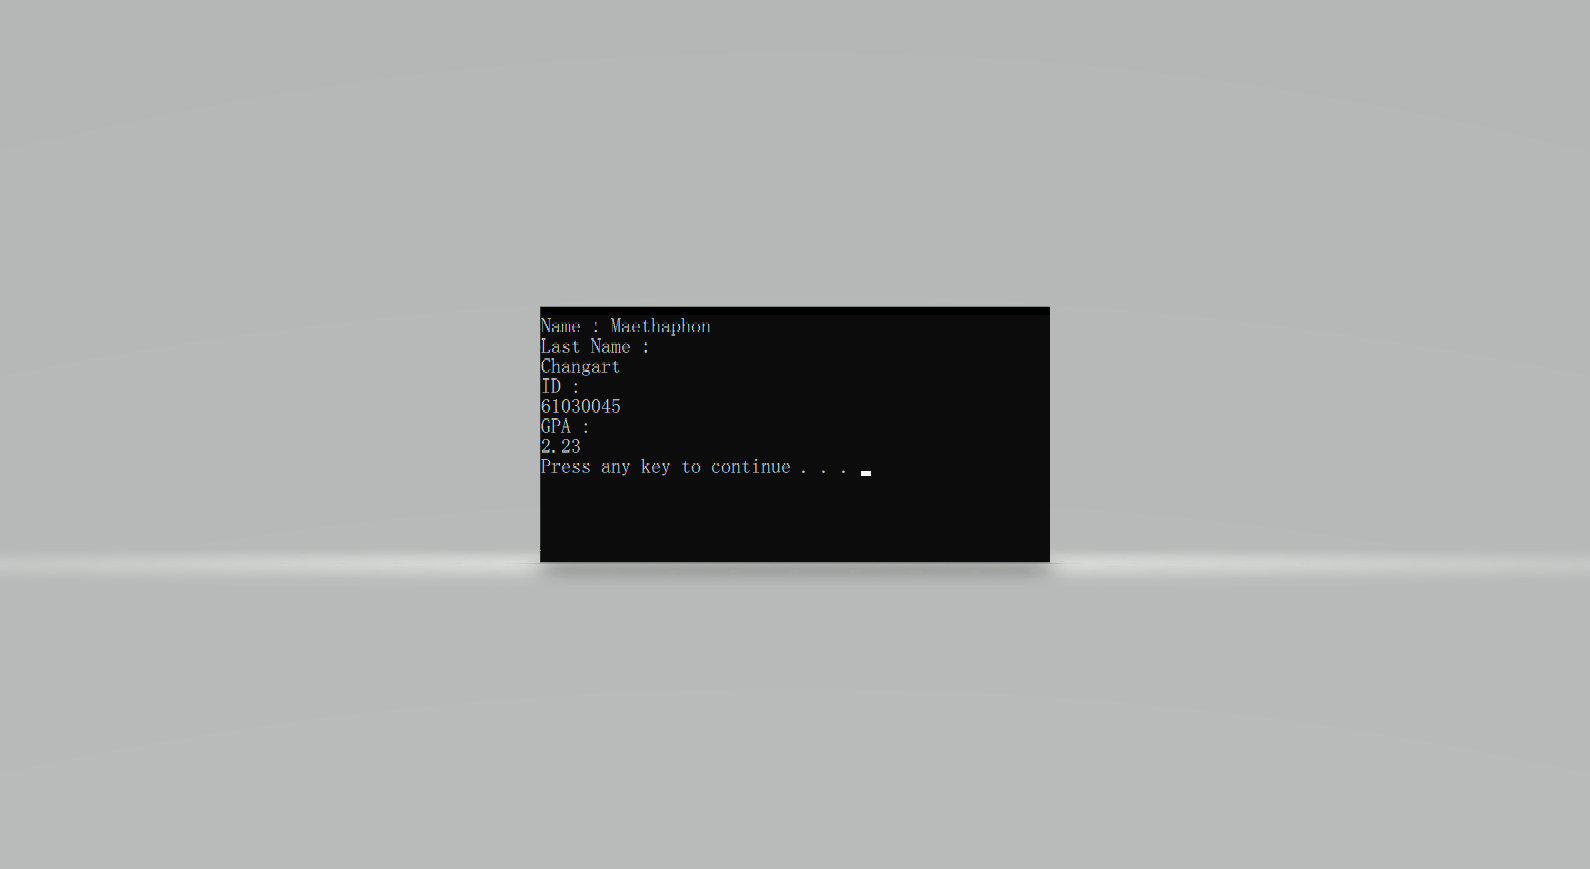 Name : Maethaphon
Last Name :
Changart
ID :
61030045
GPA :
2.23
Press any key to continue . . .